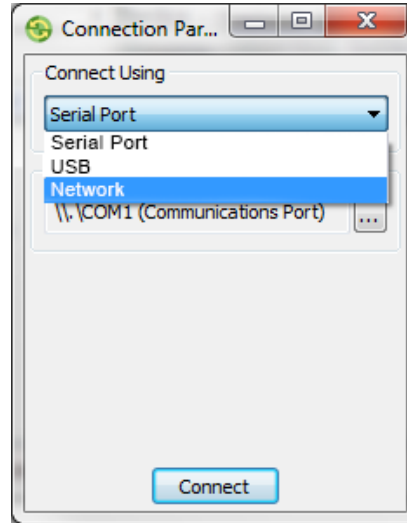 Connection Par...
Connect Using
Serial Port
Serial Port
USB
Network
\\.\COM1 (Communications Port)
...
Connect